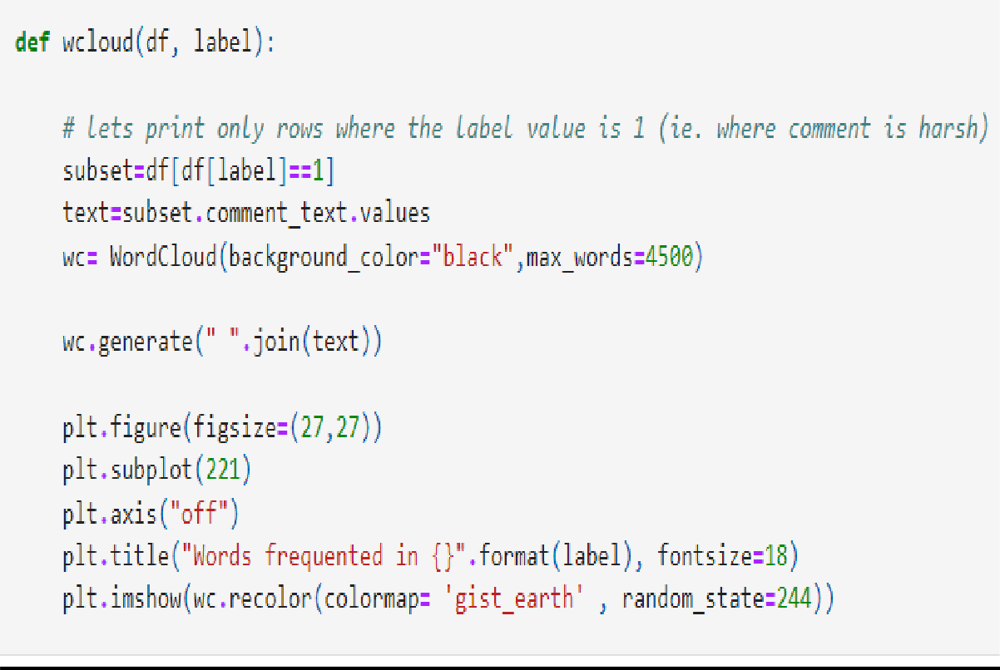 def wcloud(df, label):
# lets print only rows where the label value is 1 (ie. where comment is harsh)
subset=df[df[label]==1]
text=subset.comment_text.values
wc= WordCloud(background_color="black",max_words=4500)
wc.generate(" ".join(text))
plt.figure(figsize=(27,27))
plt.subplot(221)
plt.axis("off")
plt.title("Words frequented in {}".format(label), fontsize=18)
plt.imshow(wc.recolor(colormap= 'gist_earth' , random_state=244))